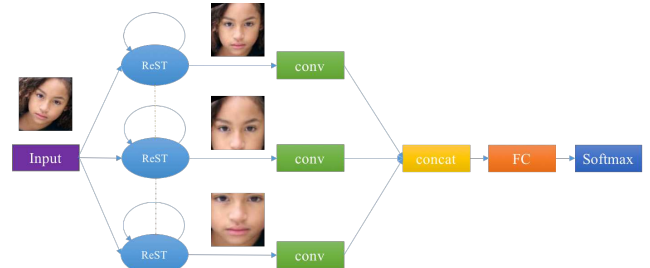 ReST
conv
Input
ReST
conv
concat
FC
Softmax
ReST
conv